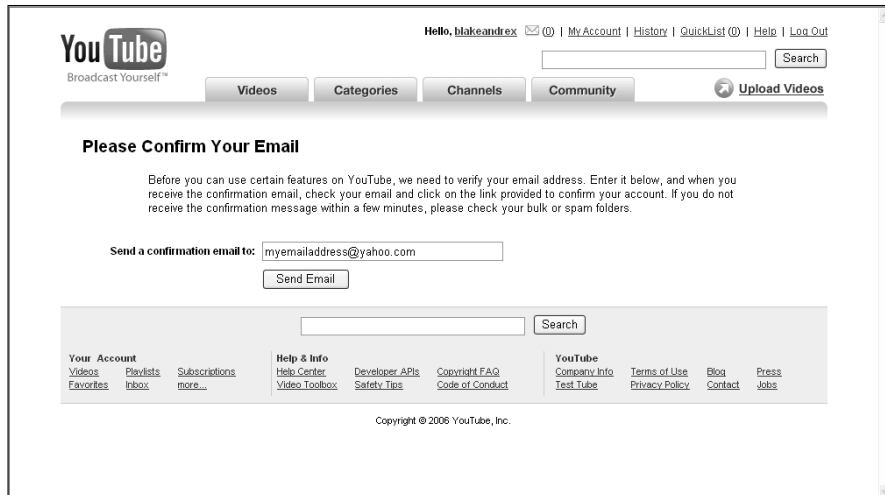 Hello, blakeandrex (0) | My Account | History | QuickList (0) | Help | Log Out
YouTube
Broadcast Yourself™
Search
Videos Categories Channels Community Upload Videos
Please Confirm Your Email
Before you can use certain features on YouTube, we need to verify your email address. Enter it below, and when you
receive the confirmation email, check your email and click on the link provided to confirm your account. If you do not
receive the confirmation message within a few minutes, please check your bulk or spam folders.
Send a confirmation email to: myemailaddress@yahoo.com
Send Email
Search
Your Account Help & Info YouTube
Videos Playlists Subscriptions Help Center Developer APIs Copyright FAQ Company Info Terms of Use Blog Press
Favorites Inbox more... Video Toolbox Safety Tips Code of Conduct Test Tube Privacy Policy Contact Jobs
Copyright © 2006 YouTube, Inc.